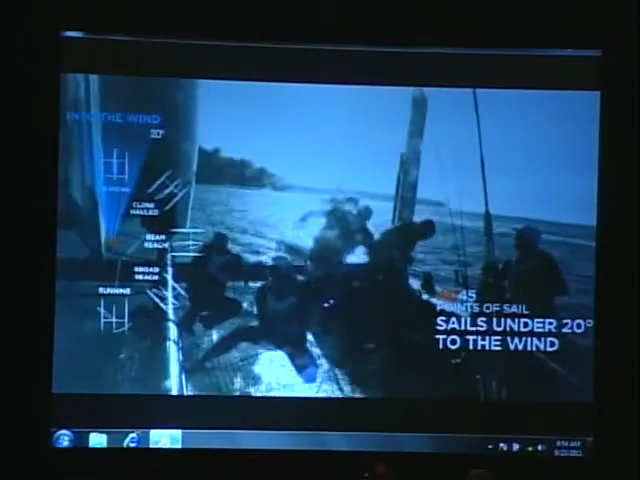 INTO THE WIND
20°
CLOSE
HAULED
BEAM
REACH
BROAD
REACH
RUNNING
45
POINTS OF SAIL
SAILS UNDER 20°
TO THE WIND